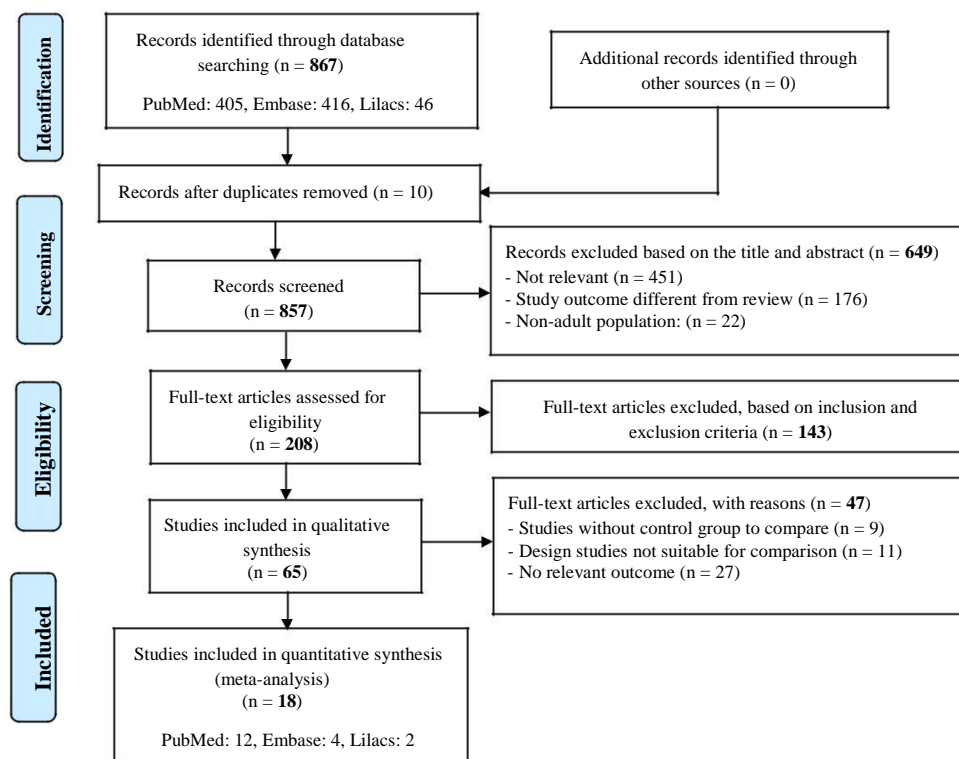 Identification
Records identified through database
searching (n = 867)
PubMed: 405, Embase: 416, Lilacs: 46
Additional records identified through
other sources (n = 0)
Records after duplicates removed (n = 10)
Screening
Records screened
(n = 857)
Records excluded based on the title and abstract (n = 649)
- Not relevant (n = 451)
- Study outcome different from review (n = 176)
- Non-adult population: (n = 22)
Eligibility
Full-text articles assessed for
eligibility
(n = 208)
Full-text articles excluded, based on inclusion and
exclusion criteria (n = 143)
Studies included in qualitative
synthesis
(n = 65)
Full-text articles excluded, with reasons (n = 47)
- Studies without control group to compare (n = 9)
- Design studies not suitable for comparison (n = 11)
- No relevant outcome (n = 27)
Included
Studies included in quantitative synthesis
(meta-analysis)
(n = 18)
PubMed: 12, Embase: 4, Lilacs: 2